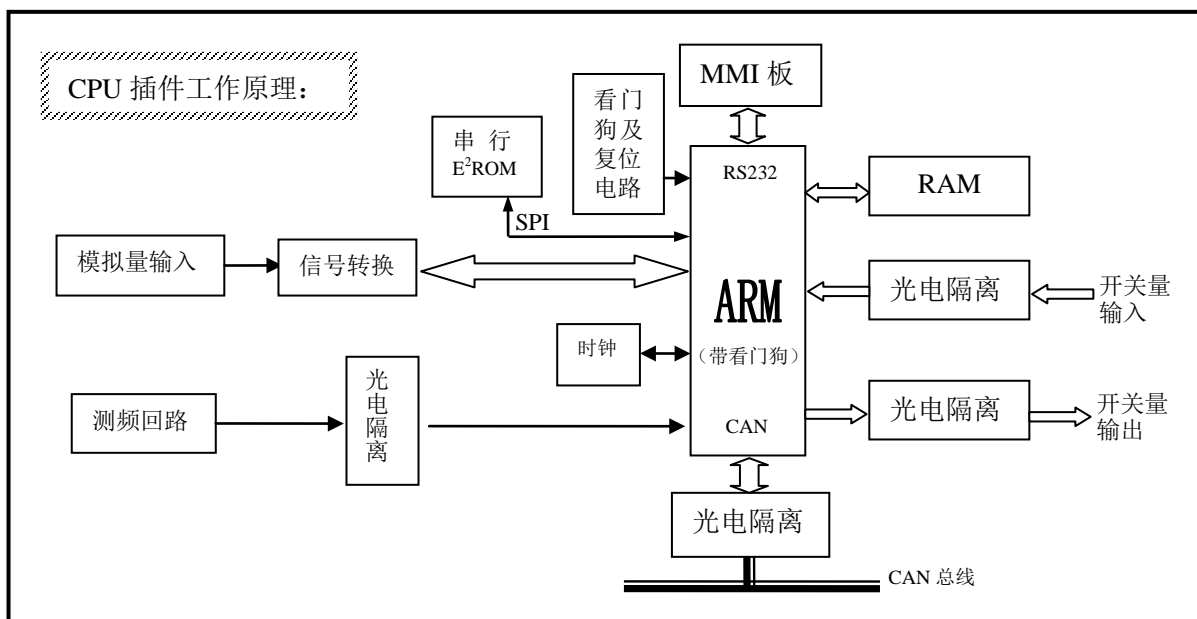 CPU 插件工作原理：
MMI 板
看门
狗及
复位
电路
串 行
E²ROM
RS232
RAM
SPI
模拟量输入
信号转换
光电隔离
开关量
输入
ARM
（带看门狗）
时钟
光
电
隔
离
测频回路
光电隔离
开关量
输出
CAN
光电隔离
CAN 总线